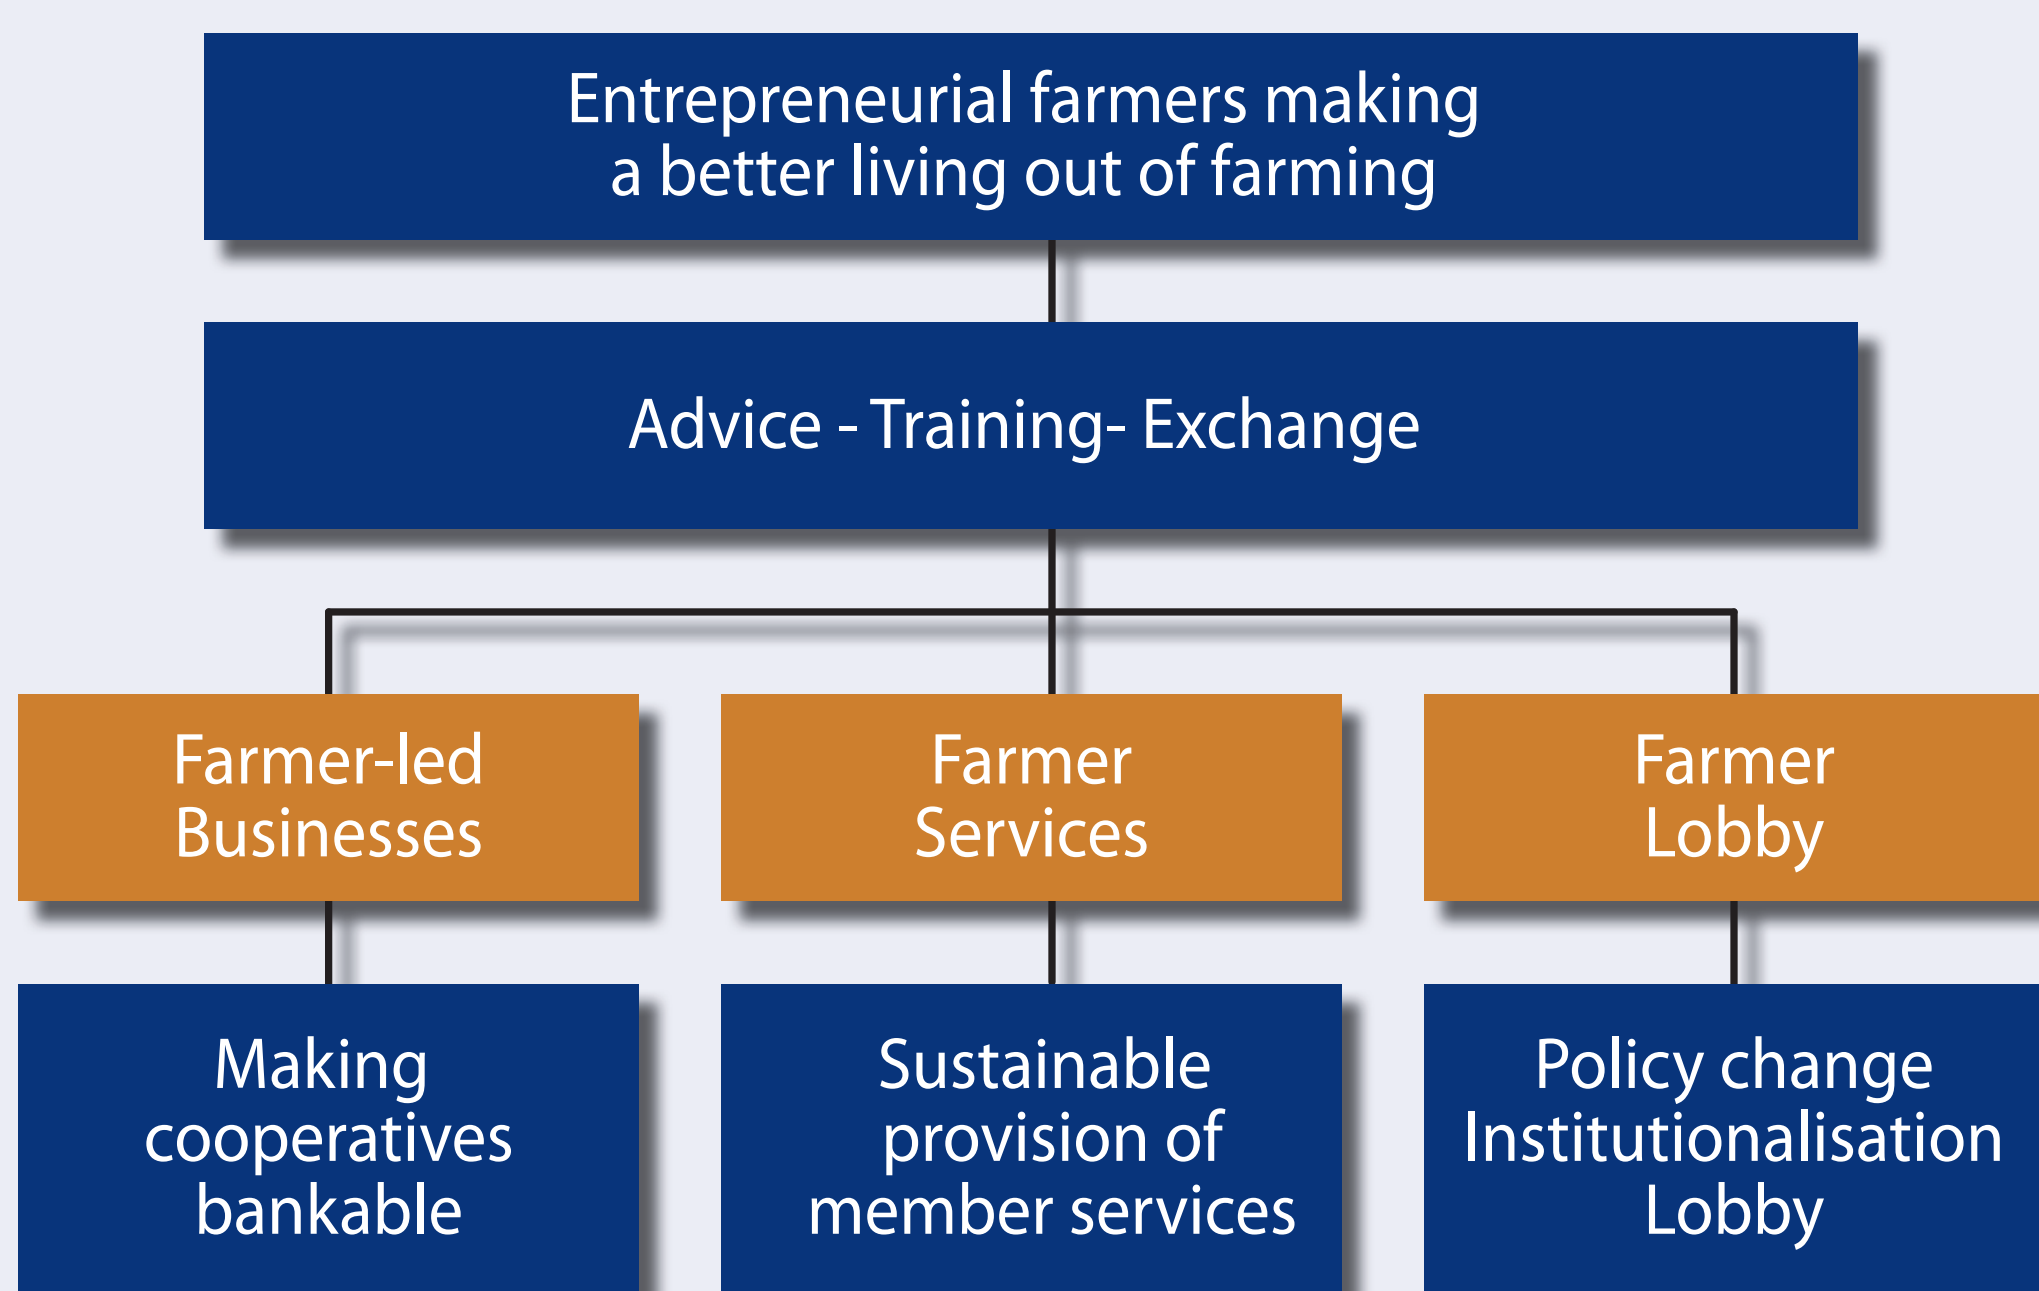 Entrepreneurial farmers making
a better living out of farming
Advice - Training- Exchange
Farmer-led
Businesses
Farmer
Services
Farmer
Lobby
Making
cooperatives
bankable
Sustainable
provision of
member services
Policy change
Institutionalisation
Lobby